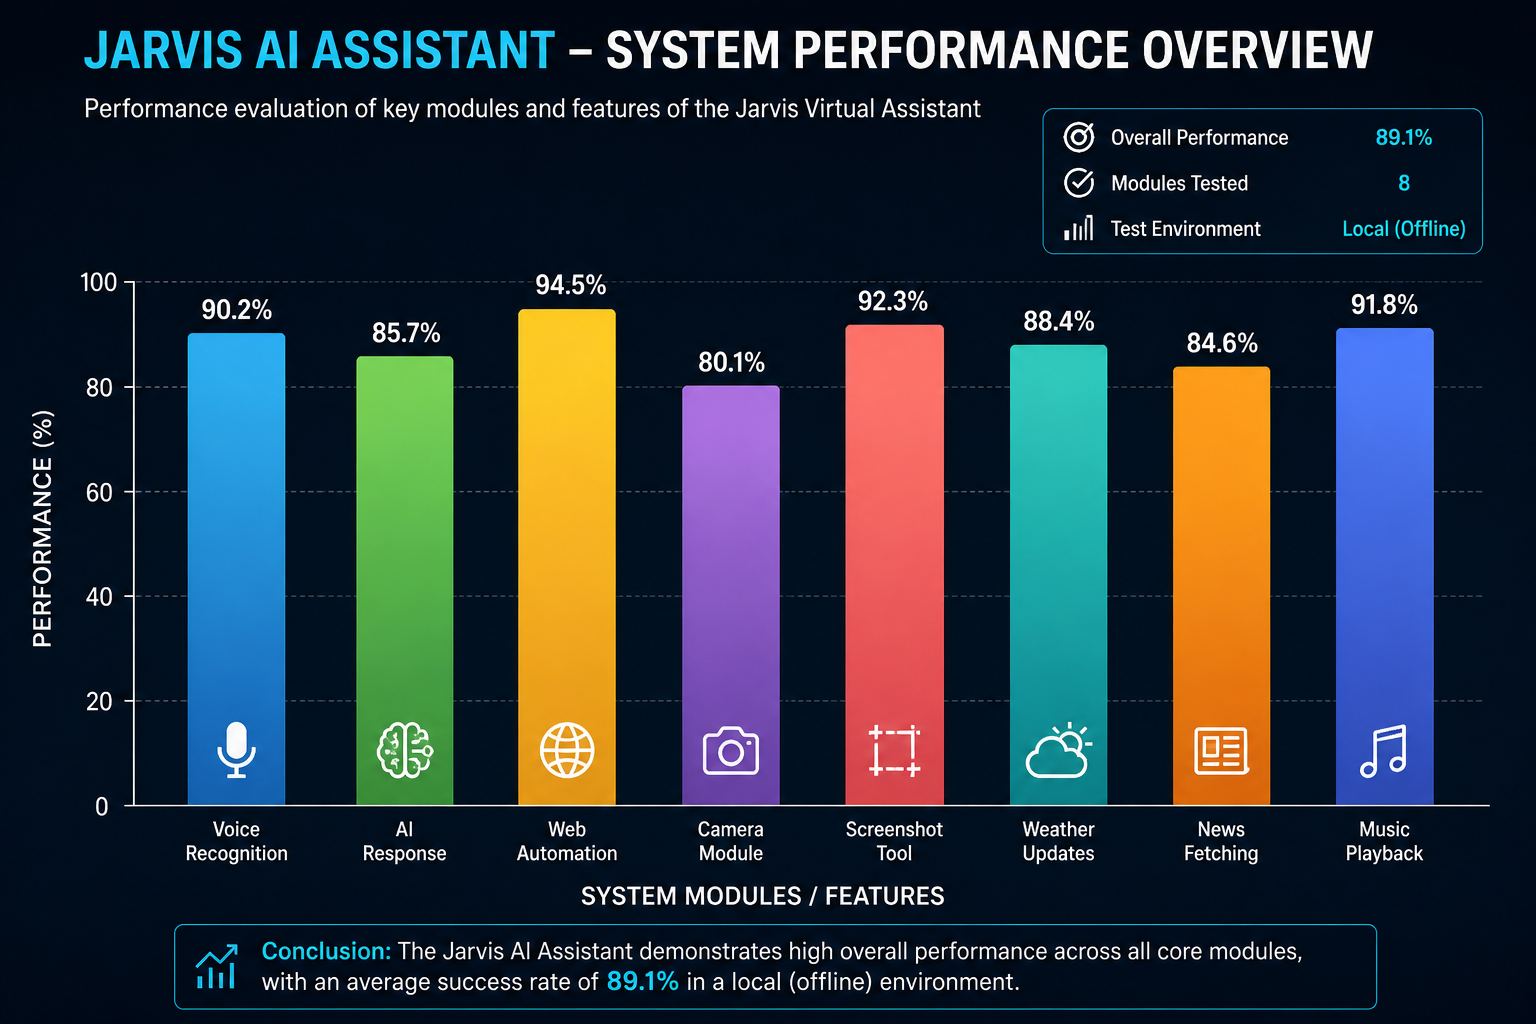 JARVIS AI ASSISTANT – SYSTEM PERFORMANCE OVERVIEW
Performance evaluation of key modules and features of the Jarvis Virtual Assistant
Overall Performance 89.1%
Modules Tested 8
Test Environment Local (Offline)
PERFORMANCE (%)
100
80
60
40
20
0
90.2%
85.7%
94.5%
80.1%
92.3%
88.4%
84.6%
91.8%
Voice
Recognition
AI
Response
Web
Automation
Camera
Module
Screenshot
Tool
Weather
Updates
News
Fetching
Music
Playback
SYSTEM MODULES / FEATURES
Conclusion: The Jarvis AI Assistant demonstrates high overall performance across all core modules,
with an average success rate of 89.1% in a local (offline) environment.